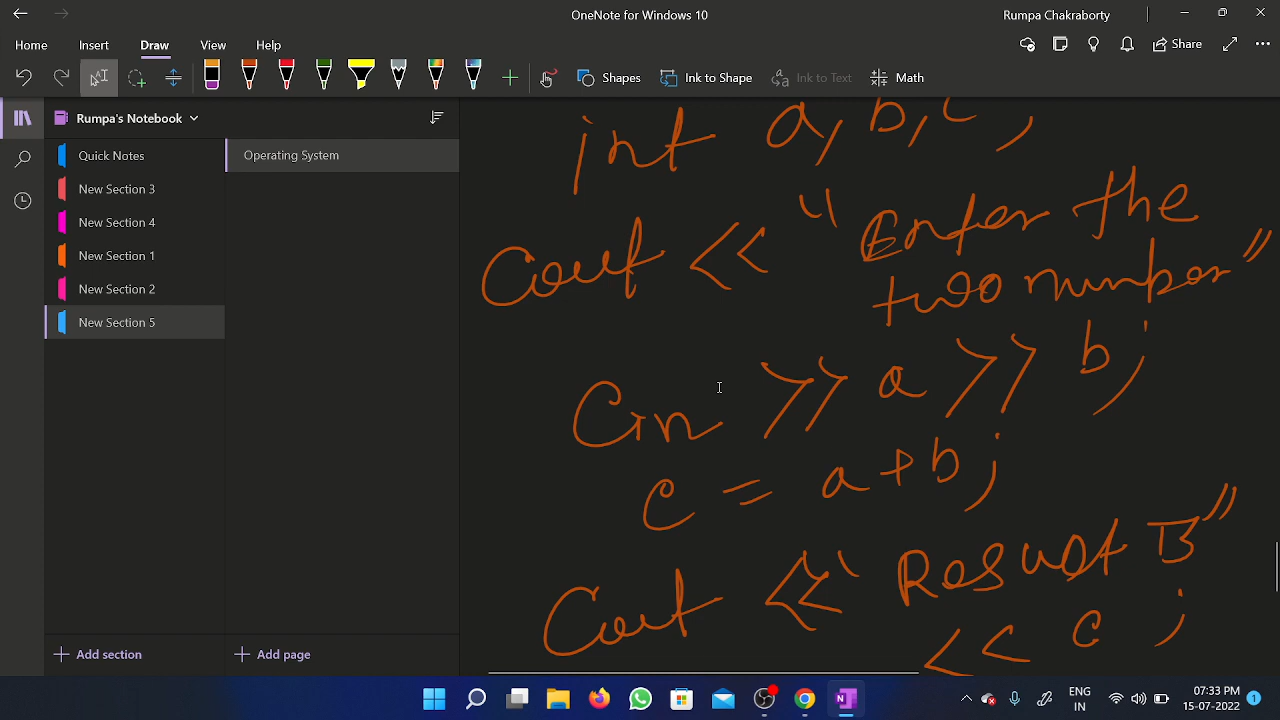 OneNote for Windows 10
Rumpa Chakraborty
Home Insert Draw View Help
Share
Shapes Ink to Shape Ink to Text Math
Rumpa's Notebook
Quick Notes
New Section 3
New Section 4
New Section 1
New Section 2
New Section 5
Add section
Operating System
Add page
int a, b, c ;
Cout << " Enter the
two number "
Cin >> a >> b;
c = a+b;
Cout << " Result is "
<< c ;
ENG
IN
07:33 PM
15-07-2022
1